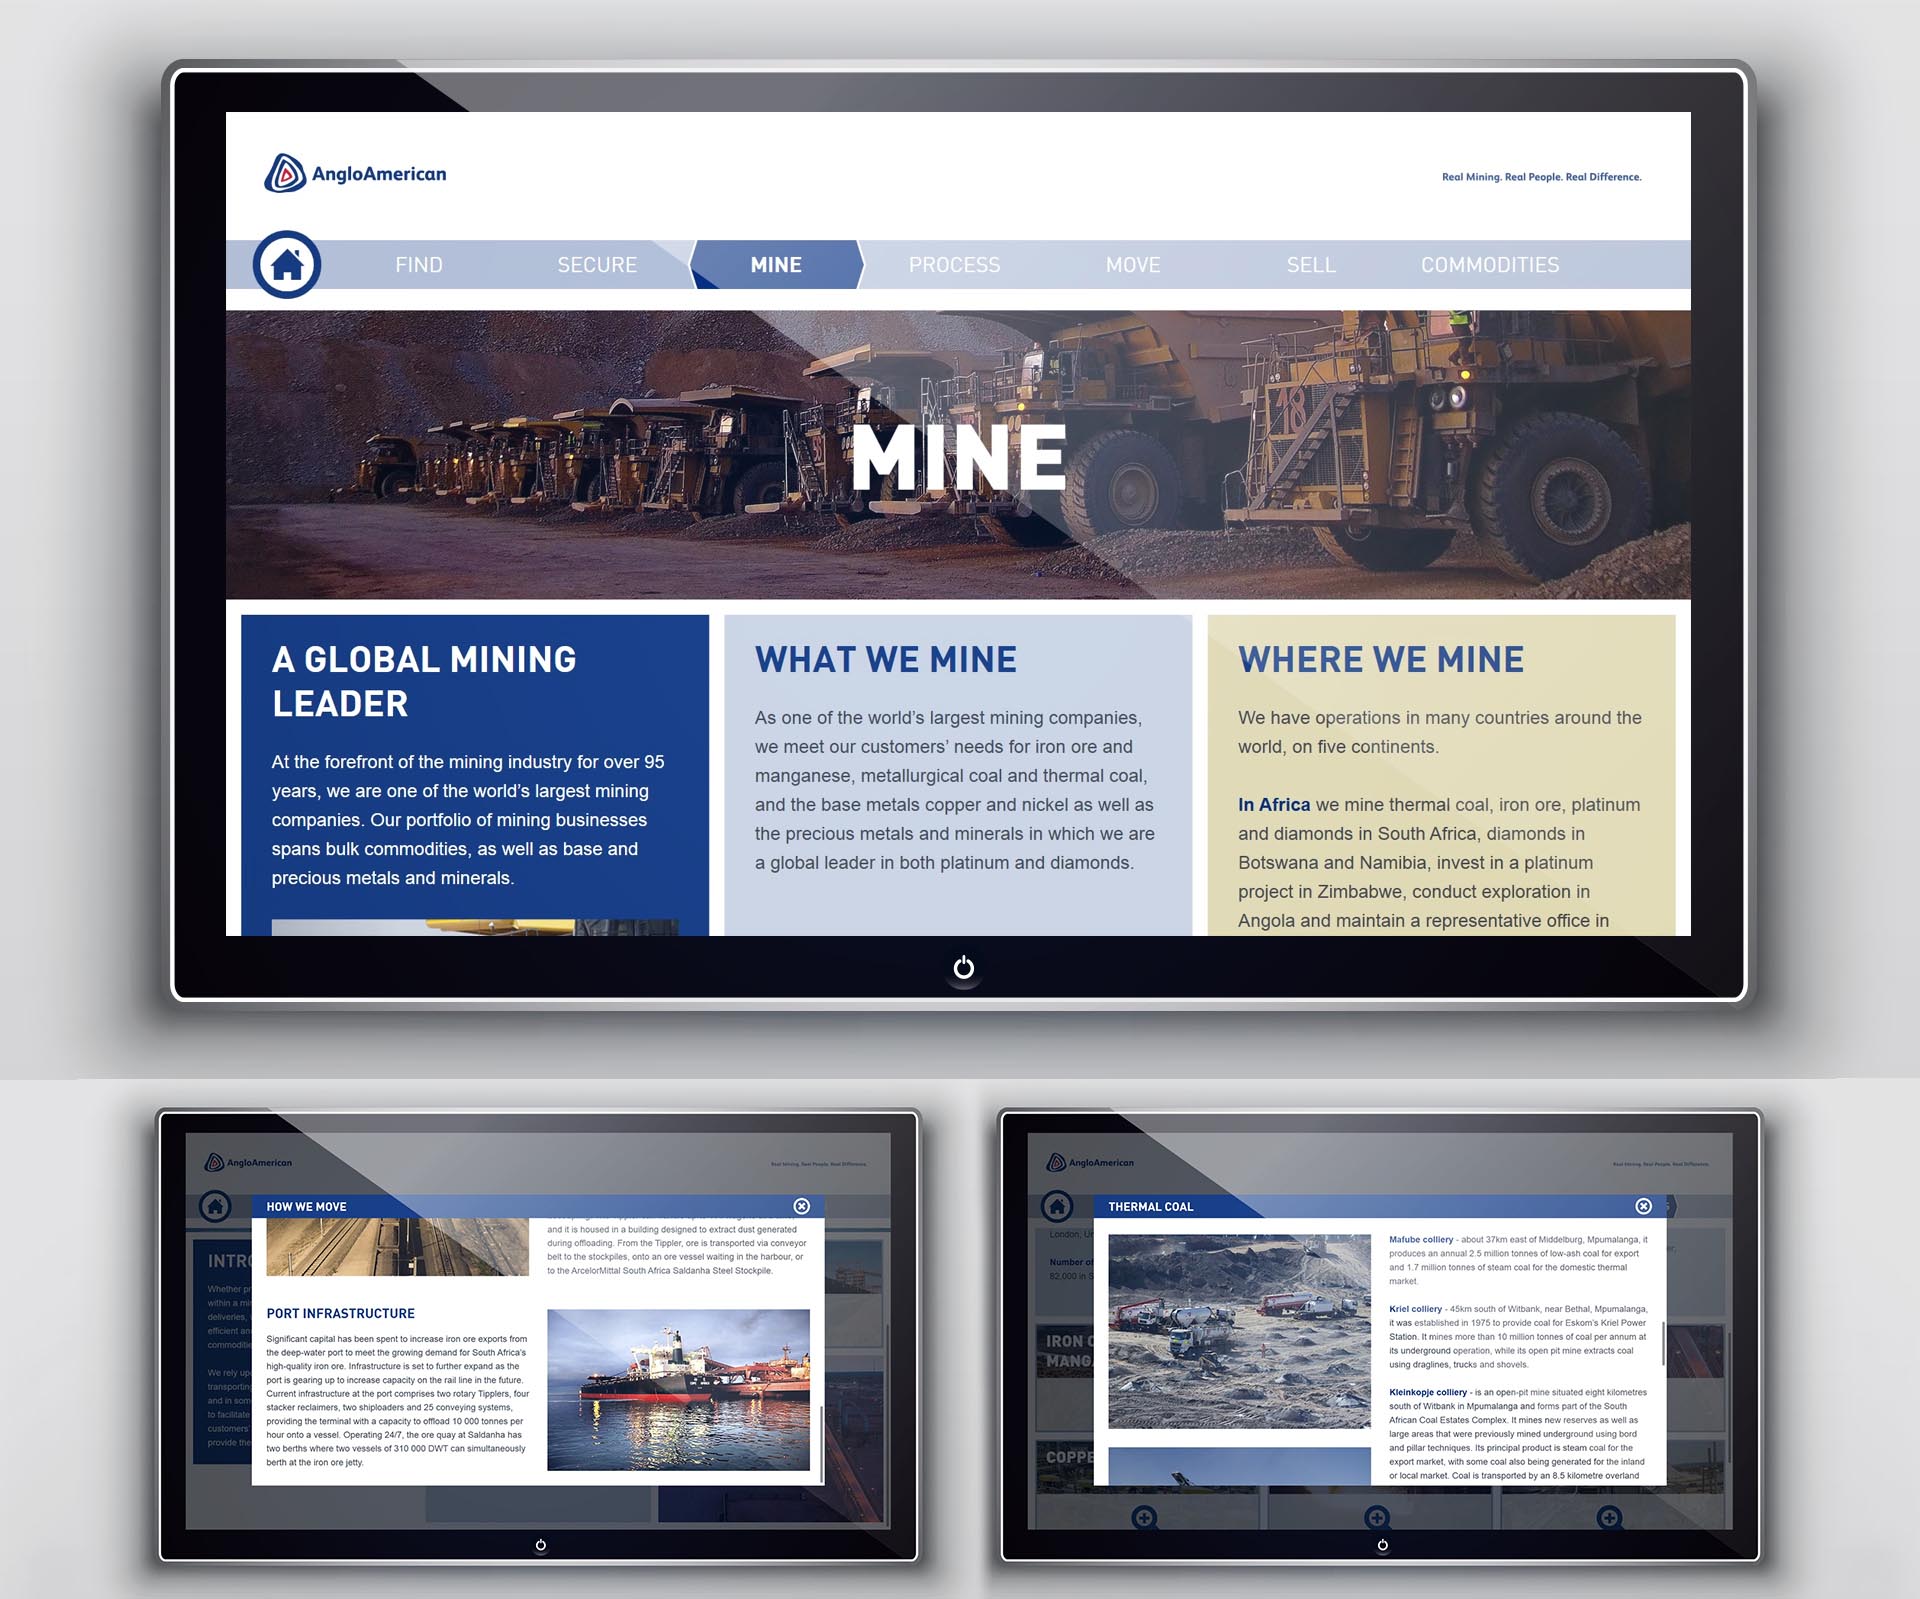 AngloAmerican
Real Mining. Real People. Real Difference.
FIND
SECURE
MINE
PROCESS
MOVE
SELL
COMMODITIES
18
MINE
A GLOBAL MINING
LEADER
At the forefront of the mining industry for over 95
years, we are one of the world's largest mining
companies. Our portfolio of mining businesses
spans bulk commodities, as well as base and
precious metals and minerals.
WHAT WE MINE
As one of the world's largest mining companies,
we meet our customers' needs for iron ore and
manganese, metallurgical coal and thermal coal,
and the base metals copper and nickel as well as
the precious metals and minerals in which we are
a global leader in both platinum and diamonds.
WHERE WE MINE
We have operations in many countries around the
world, on five continents.
In Africa we mine thermal coal, iron ore, platinum
and diamonds in South Africa, diamonds in
Botswana and Namibia, invest in a platinum
project in Zimbabwe, conduct exploration in
Angola and maintain a representative office in
AngloAmerican
Real Mining. Real People. Real Difference.
HOW WE MOVE
and it is housed in a building designed to extract dust generated
during offloading. From the Tippler, ore is transported via conveyor
belt to the stockpiles, onto an ore vessel waiting in the harbour, or
to the ArcelorMittal South Africa Saldanha Steel Stockpile.
PORT INFRASTRUCTURE
Significant capital has been spent to increase iron ore exports from
the deep-water port to meet the growing demand for South Africa's
high-quality iron ore. Infrastructure is set to further expand as the
port is gearing up to increase capacity on the rail line in the future.
Current infrastructure at the port comprises two rotary Tipplers, four
stacker reclaimers, two shiploaders and 25 conveying systems,
providing the terminal with a capacity to offload 10 000 tonnes per
hour onto a vessel. Operating 24/7, the ore quay at Saldanha has
two berths where two vessels of 310 000 DWT can simultaneously
berth at the iron ore jetty.
INTRO
Whether pr
within a mi
deliveries,
efficient an
commoditie
We rely upo
transporting
and in som
to facilitate
customers'
provide the
AngloAmerican
Real Mining. Real People. Real Difference.
THERMAL COAL
London, Un
Number of
82,000 in S
IRON O
MANGA
COPPE
Mafube colliery - about 37km east of Middelburg, Mpumalanga, it
produces an annual 2.5 million tonnes of low-ash coal for export
and 1.7 million tonnes of steam coal for the domestic thermal
market.
Kriel colliery - 45km south of Witbank, near Bethal, Mpumalanga,
it was established in 1975 to provide coal for Eskom's Kriel Power
Station. It mines more than 10 million tonnes of coal per annum at
its underground operation, while its open pit mine extracts coal
using draglines, trucks and shovels.
Kleinkopje colliery - is an open-pit mine situated eight kilometres
south of Witbank in Mpumalanga and forms part of the South
African Coal Estates Complex. It mines new reserves as well as
large areas that were previously mined underground using bord
and pillar techniques. Its principal product is steam coal for the
export market, with some coal also being generated for the inland
or local market. Coal is transported by an 8.5 kilometre overland